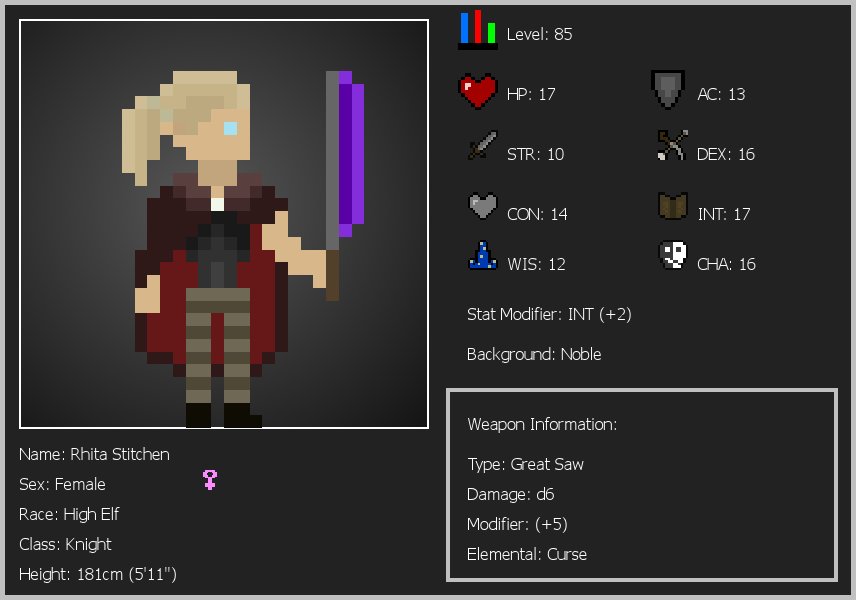 Level: 85
HP: 17
AC: 13
STR: 10
DEX: 16
CON: 14
INT: 17
WIS: 12
CHA: 16
Stat Modifier: INT (+2)
Background: Noble
Weapon Information:
Type: Great Saw
Damage: d6
Modifier: (+5)
Elemental: Curse
Name: Rhita Stitchen
Sex: Female
Race: High Elf
Class: Knight
Height: 181cm (5'11")